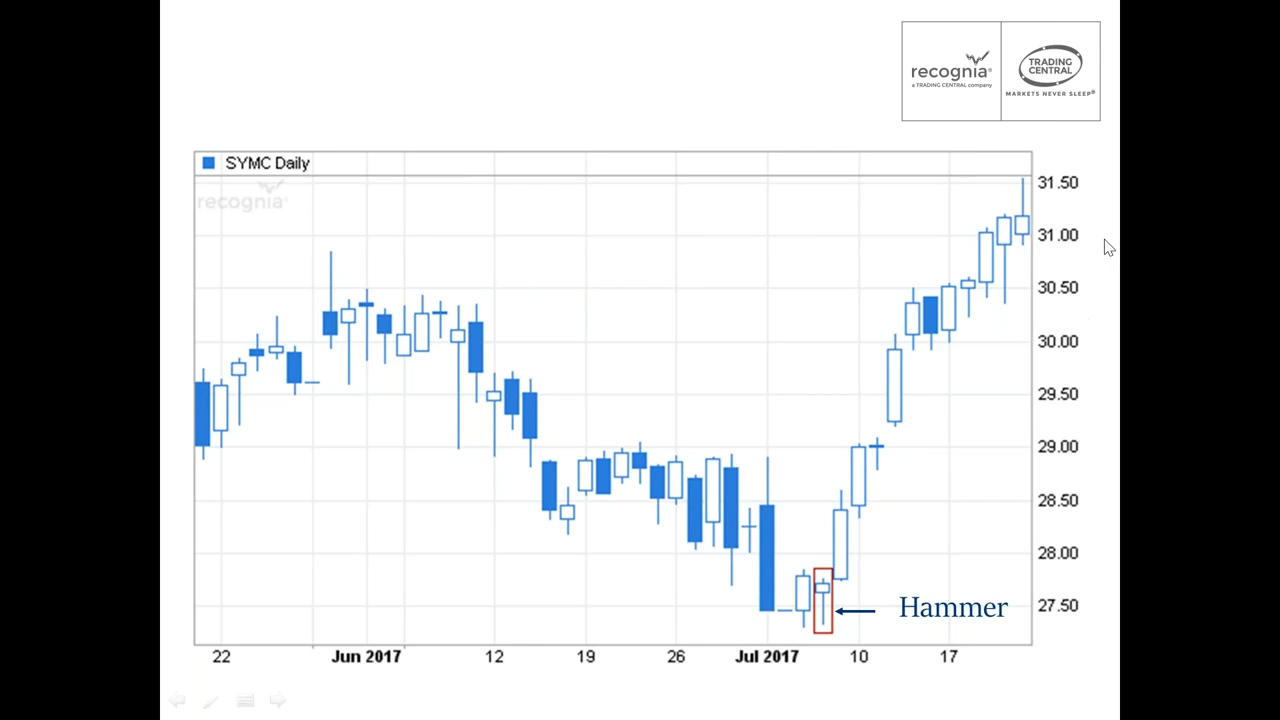 recognia®
a TRADING CENTRAL company
TRADING
CENTRAL
MARKETS NEVER SLEEP®
SYMC Daily
recognia
31.50
31.00
30.50
30.00
29.50
29.00
28.50
28.00
27.50
Hammer
22
Jun 2017
12
19
26
Jul 2017
10
17